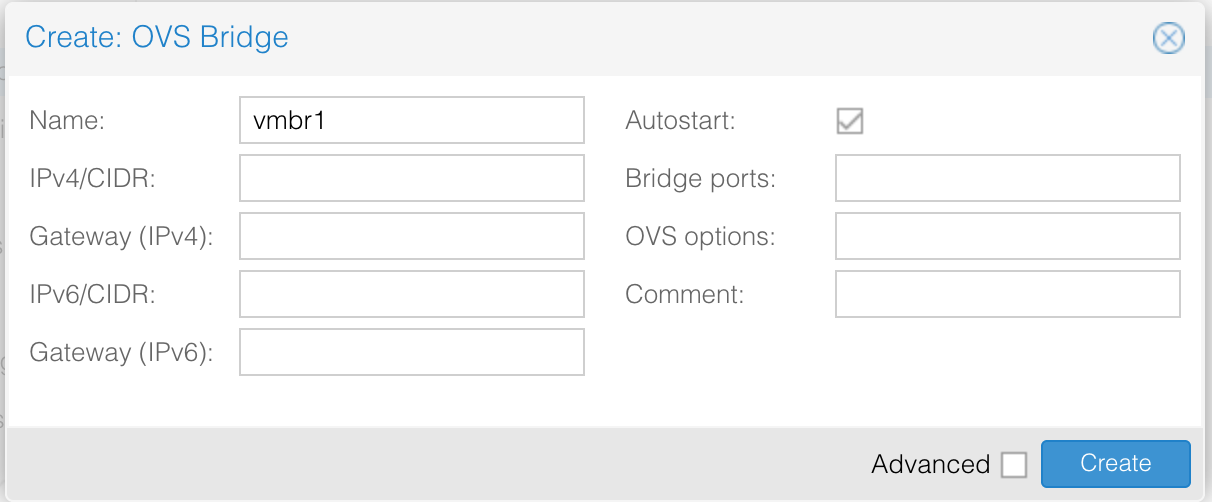 Create: OVS Bridge
Name: vmbr1
Autostart:
IPv4/CIDR:
Bridge ports:
Gateway (IPv4):
OVS options:
IPv6/CIDR:
Comment:
Gateway (IPv6):
Advanced
Create